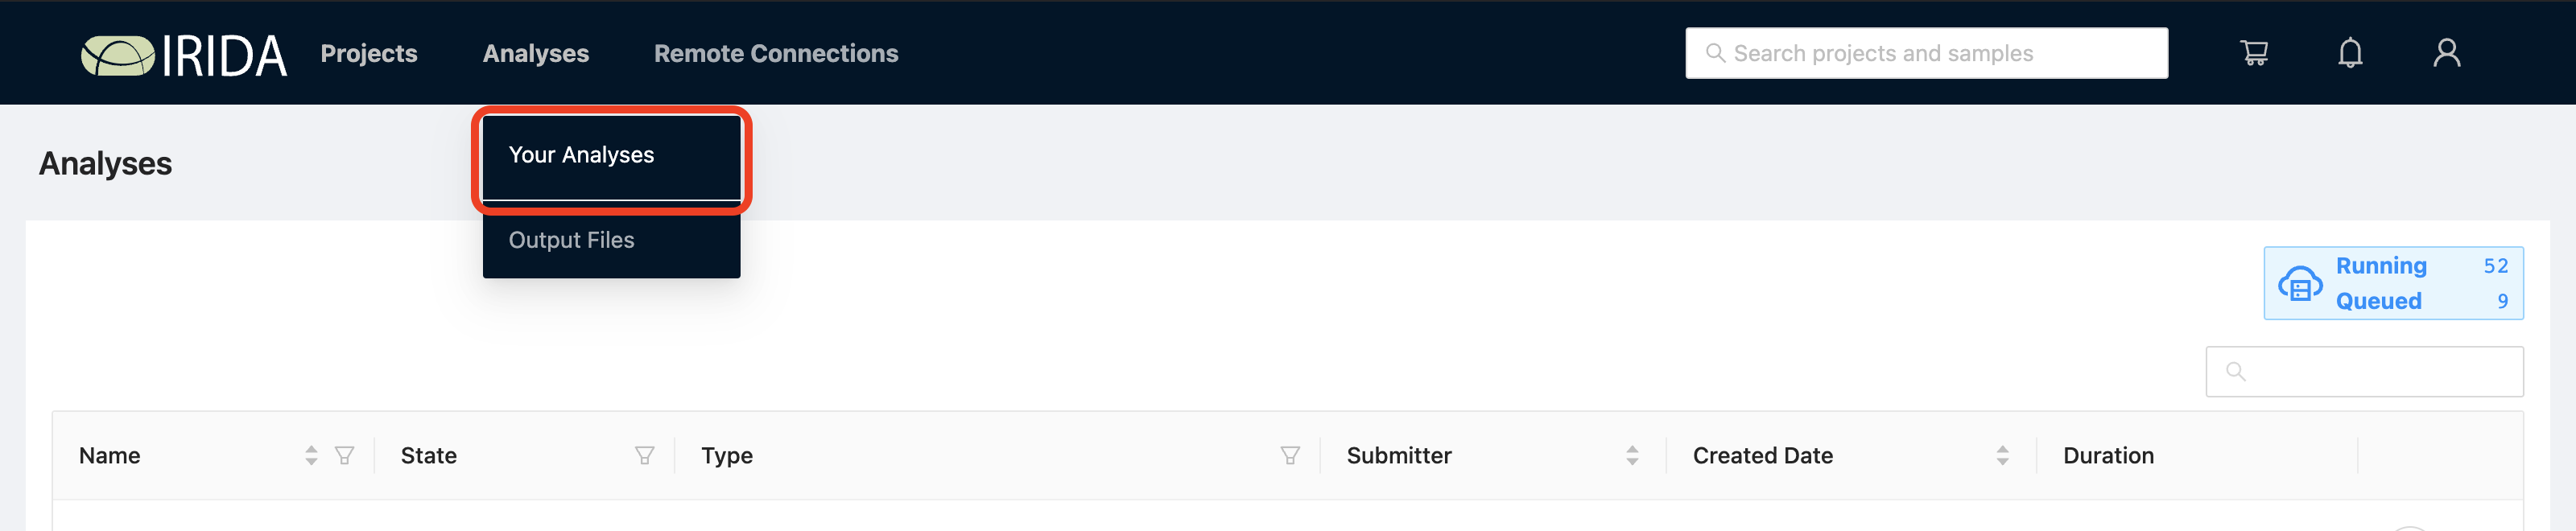 IRIDA Projects Analyses Remote Connections Search projects and samples
Your Analyses
Analyses
Output Files
Running 52
Queued 9
Name State Type Submitter Created Date Duration